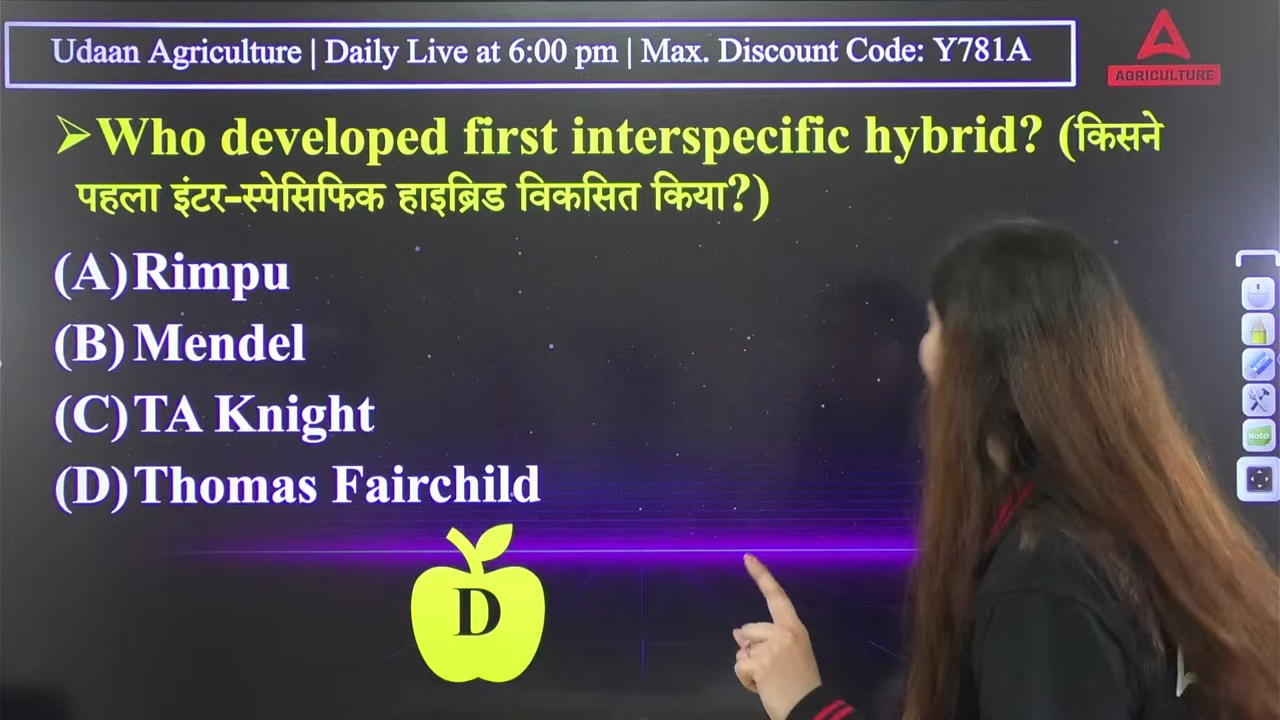 Udaan Agriculture | Daily Live at 6:00 pm | Max. Discount Code: Y781A
AGRICULTURE
➤Who developed first interspecific hybrid? (किसने
पहला इंटर-स्पेसिफिक हाइब्रिड विकसित किया?)
(A) Rimpu
(B) Mendel
(C) TA Knight
(D) Thomas Fairchild
D
Note